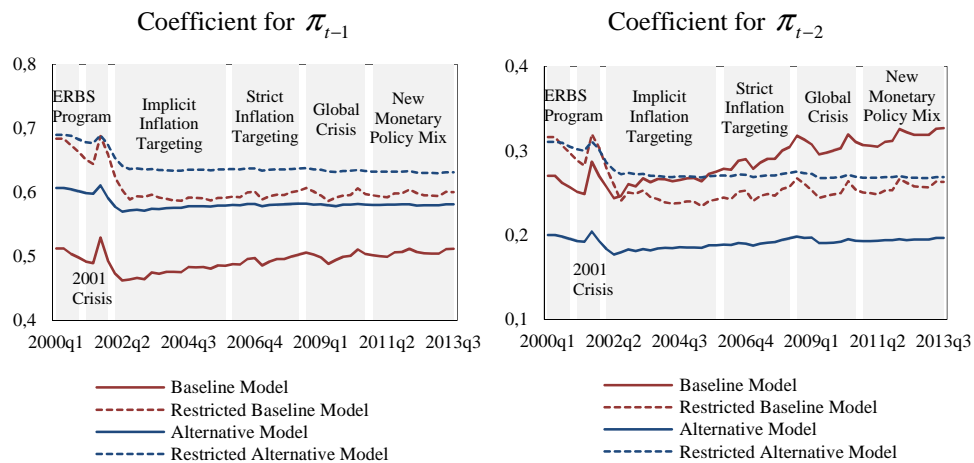 Coefficient for π_{t−1}
0,8
0,7
0,6
0,5
0,4
ERBS
Program
2001
Crisis
Implicit
Inflation
Targeting
Strict
Inflation
Targeting
Global
Crisis
New
Monetary
Policy Mix
2000q1 2002q2 2004q3 2006q4 2009q1 2011q2 2013q3
Baseline Model
Restricted Baseline Model
Alternative Model
Restricted Alternative Model
Coefficient for π_{t−2}
0,4
0,3
0,2
0,1
ERBS
Program
2001
Crisis
Implicit
Inflation
Targeting
Strict
Inflation
Targeting
Global
Crisis
New
Monetary
Policy Mix
2000q1 2002q2 2004q3 2006q4 2009q1 2011q2 2013q3
Baseline Model
Restricted Baseline Model
Alternative Model
Restricted Alternative Model